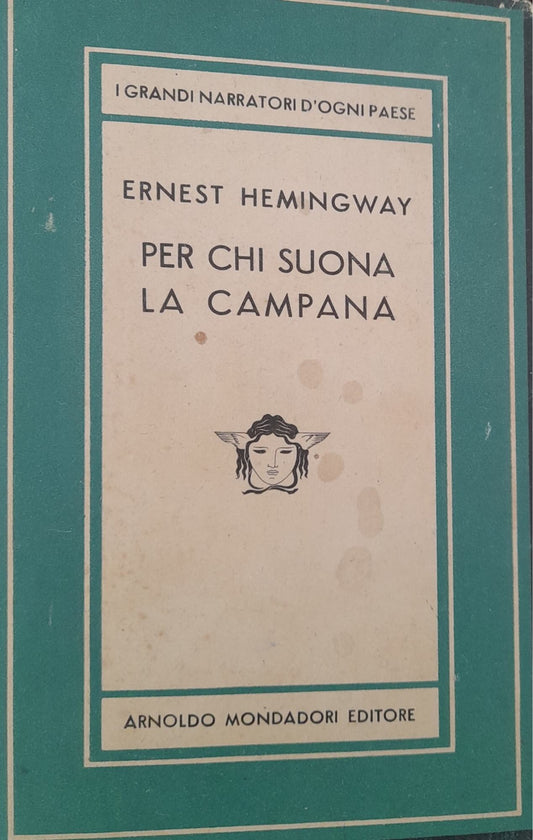 I GRANDI NARRATORI D'OGNI PAESE
ERNEST HEMINGWAY
PER CHI SUONA
LA CAMPANA
ARNOLDO MONDADORI EDITORE